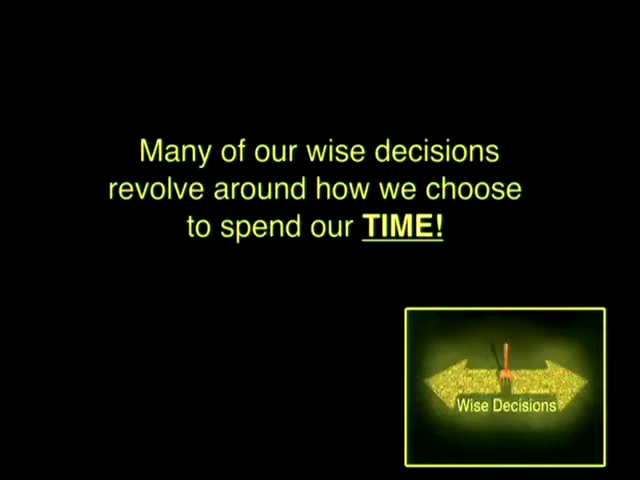 Many of our wise decisions
revolve around how we choose
to spend our TIME!
Wise Decisions